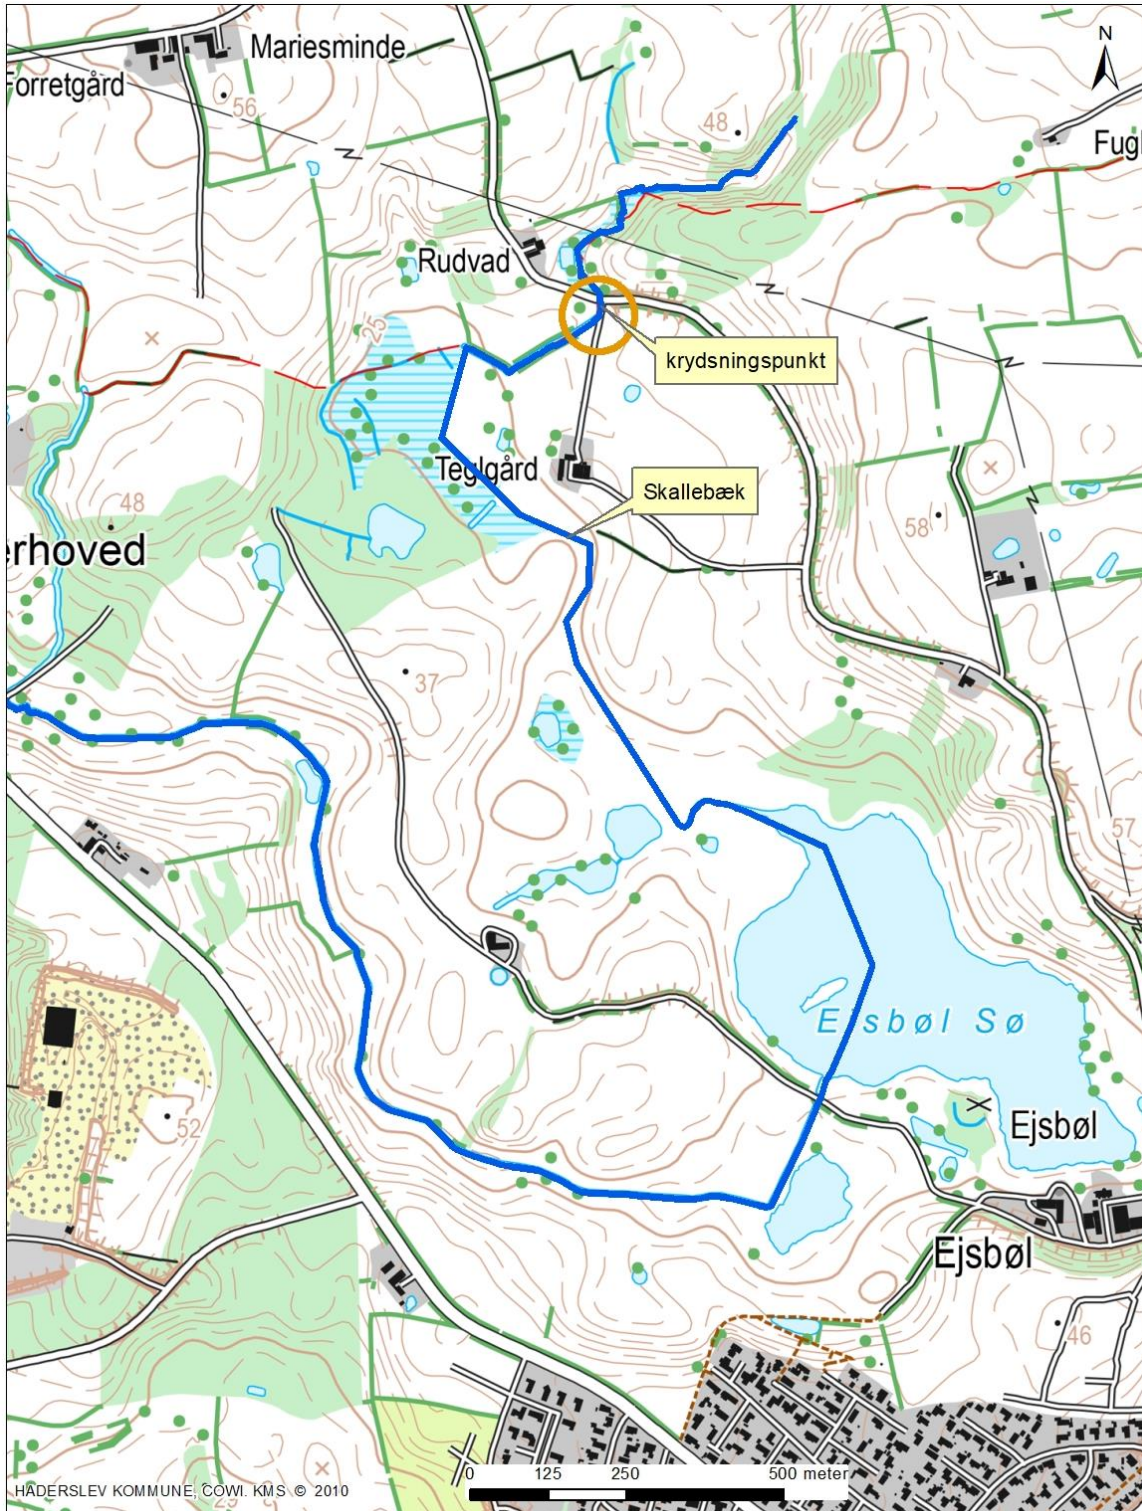 N
Mariesminde
Forretgård
56
48
Fugl
Rudvad
25
krydsningspunkt
Teglgård
Skallebæk
48
58
erhoved
37
57
Ejsbøl Sø
52
Ejsbøl
Ejsbøl
46
0 125 250 500 meter
HADERSLEV KOMMUNE, COWI. KMS © 2010